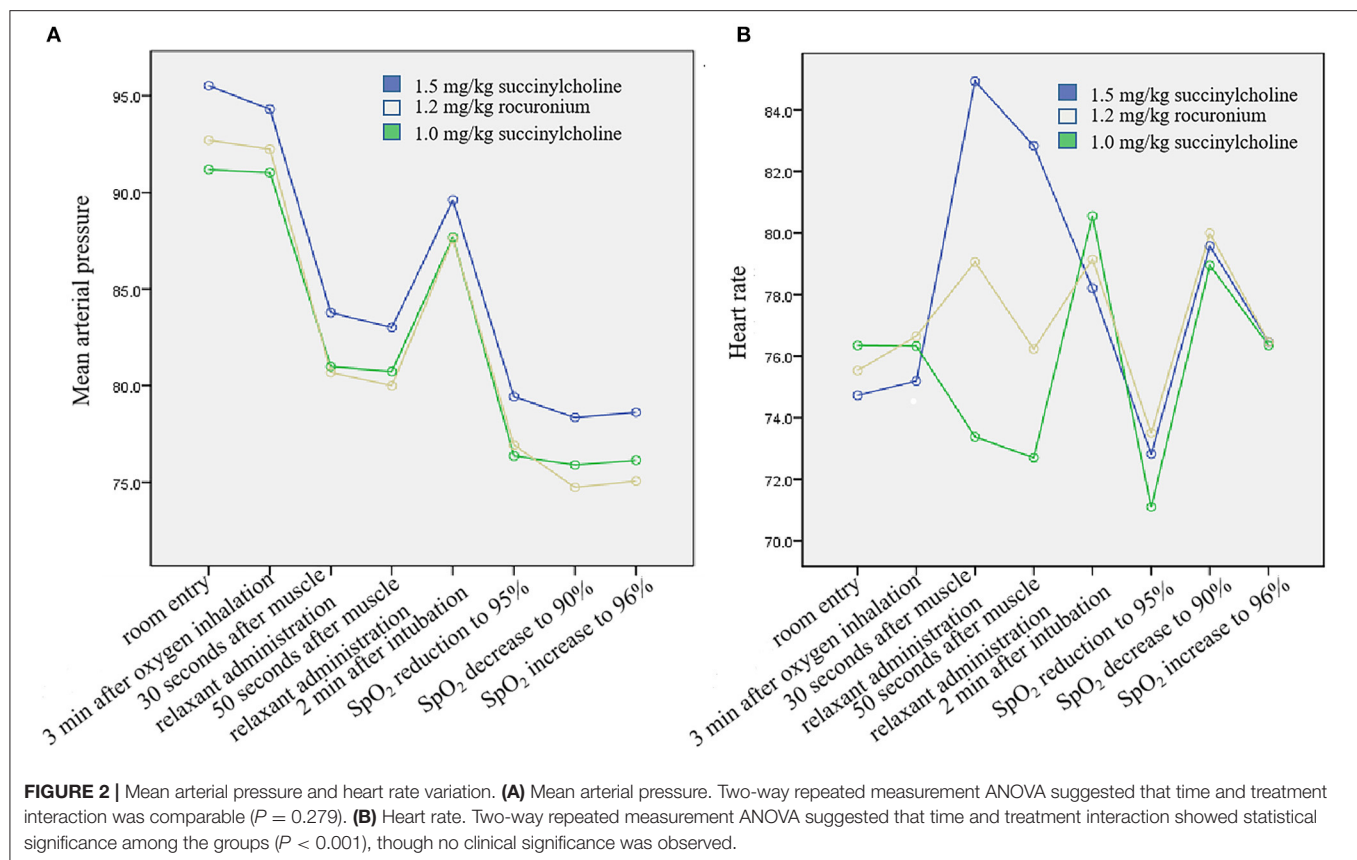 A
1.5 mg/kg succinylcholine
1.2 mg/kg rocuronium
1.0 mg/kg succinylcholine
Mean arterial pressure
95.0
90.0
85.0
80.0
75.0
room entry
3 min after oxygen inhalation
30 seconds after muscle
relaxant administration
50 seconds after muscle
relaxant administration
2 min after intubation
SpO₂ reduction to 95%
SpO₂ decrease to 90%
SpO₂ increase to 96%
B
1.5 mg/kg succinylcholine
1.2 mg/kg rocuronium
1.0 mg/kg succinylcholine
Heart rate
84.0
82.0
80.0
78.0
76.0
74.0
72.0
70.0
room entry
3 min after oxygen inhalation
30 seconds after muscle
relaxant administration
50 seconds after muscle
relaxant administration
2 min after intubation
SpO₂ reduction to 95%
SpO₂ decrease to 90%
SpO₂ increase to 96%
FIGURE 2 | Mean arterial pressure and heart rate variation. (A) Mean arterial pressure. Two-way repeated measurement ANOVA suggested that time and treatment
interaction was comparable (P = 0.279). (B) Heart rate. Two-way repeated measurement ANOVA suggested that time and treatment interaction showed statistical
significance among the groups (P < 0.001), though no clinical significance was observed.